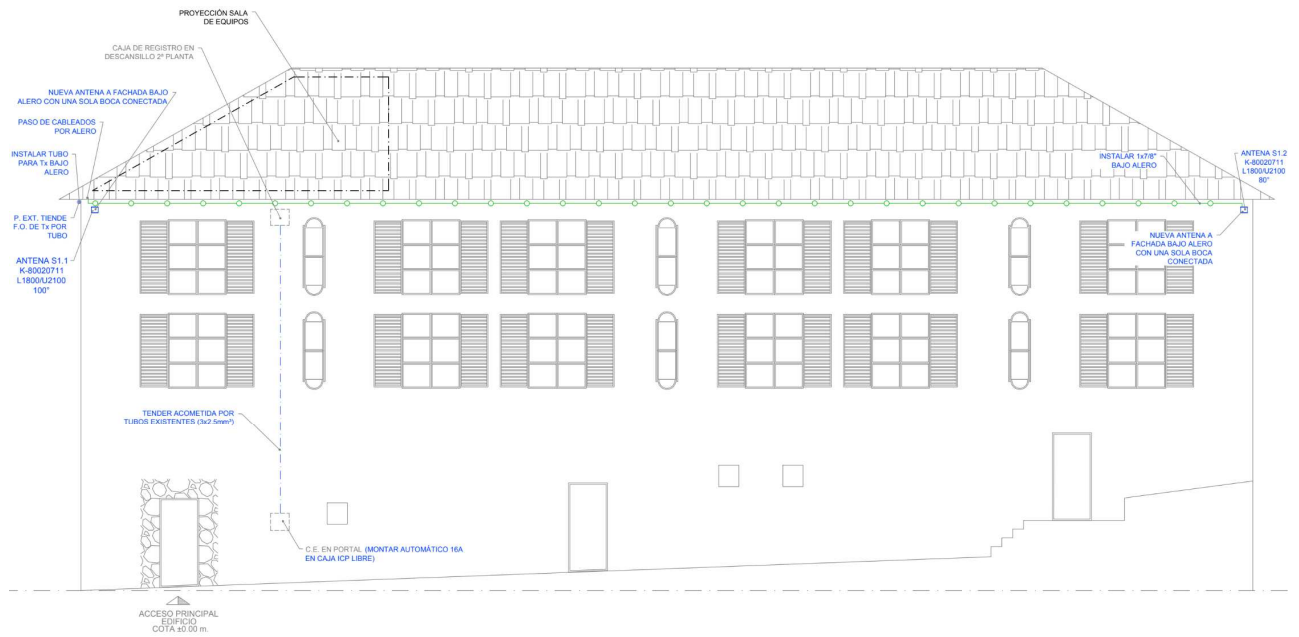 PROYECCIÓN SALA
DE EQUIPOS
CAJA DE REGISTRO EN
DESCANSILLO 2ª PLANTA
NUEVA ANTENA A FACHADA BAJO
ALERO CON UNA SOLA BOCA CONECTADA
PASO DE CABLEADOS
POR ALERO
INSTALAR TUBO
PARA Tx BAJO
ALERO
P. EXT. TIENDE
F.O. DE Tx POR
TUBO
ANTENA S1.1
K-80020711
L1800/U2100
100°
INSTALAR 1x7/8"
BAJO ALERO
ANTENA S1.2
K-80020711
L1800/U2100
80°
NUEVA ANTENA A
FACHADA BAJO ALERO
CON UNA SOLA BOCA
CONECTADA
TENDER ACOMETIDA POR
TUBOS EXISTENTES (3x2.5mm²)
C.E. EN PORTAL (MONTAR AUTOMÁTICO 16A
EN CAJA ICP LIBRE)
ACCESO PRINCIPAL
EDIFICIO
COTA ±0.00 m.